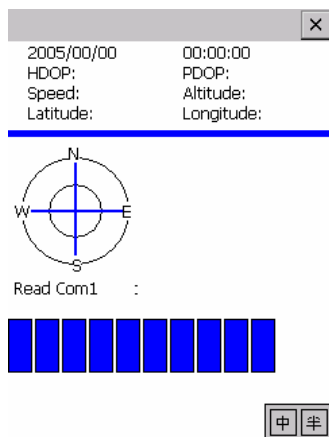 2005/00/00 00:00:00
HDOP: PDOP:
Speed: Altitude:
Latitude: Longitude:
N
W E
S
Read Com1 :
中 半